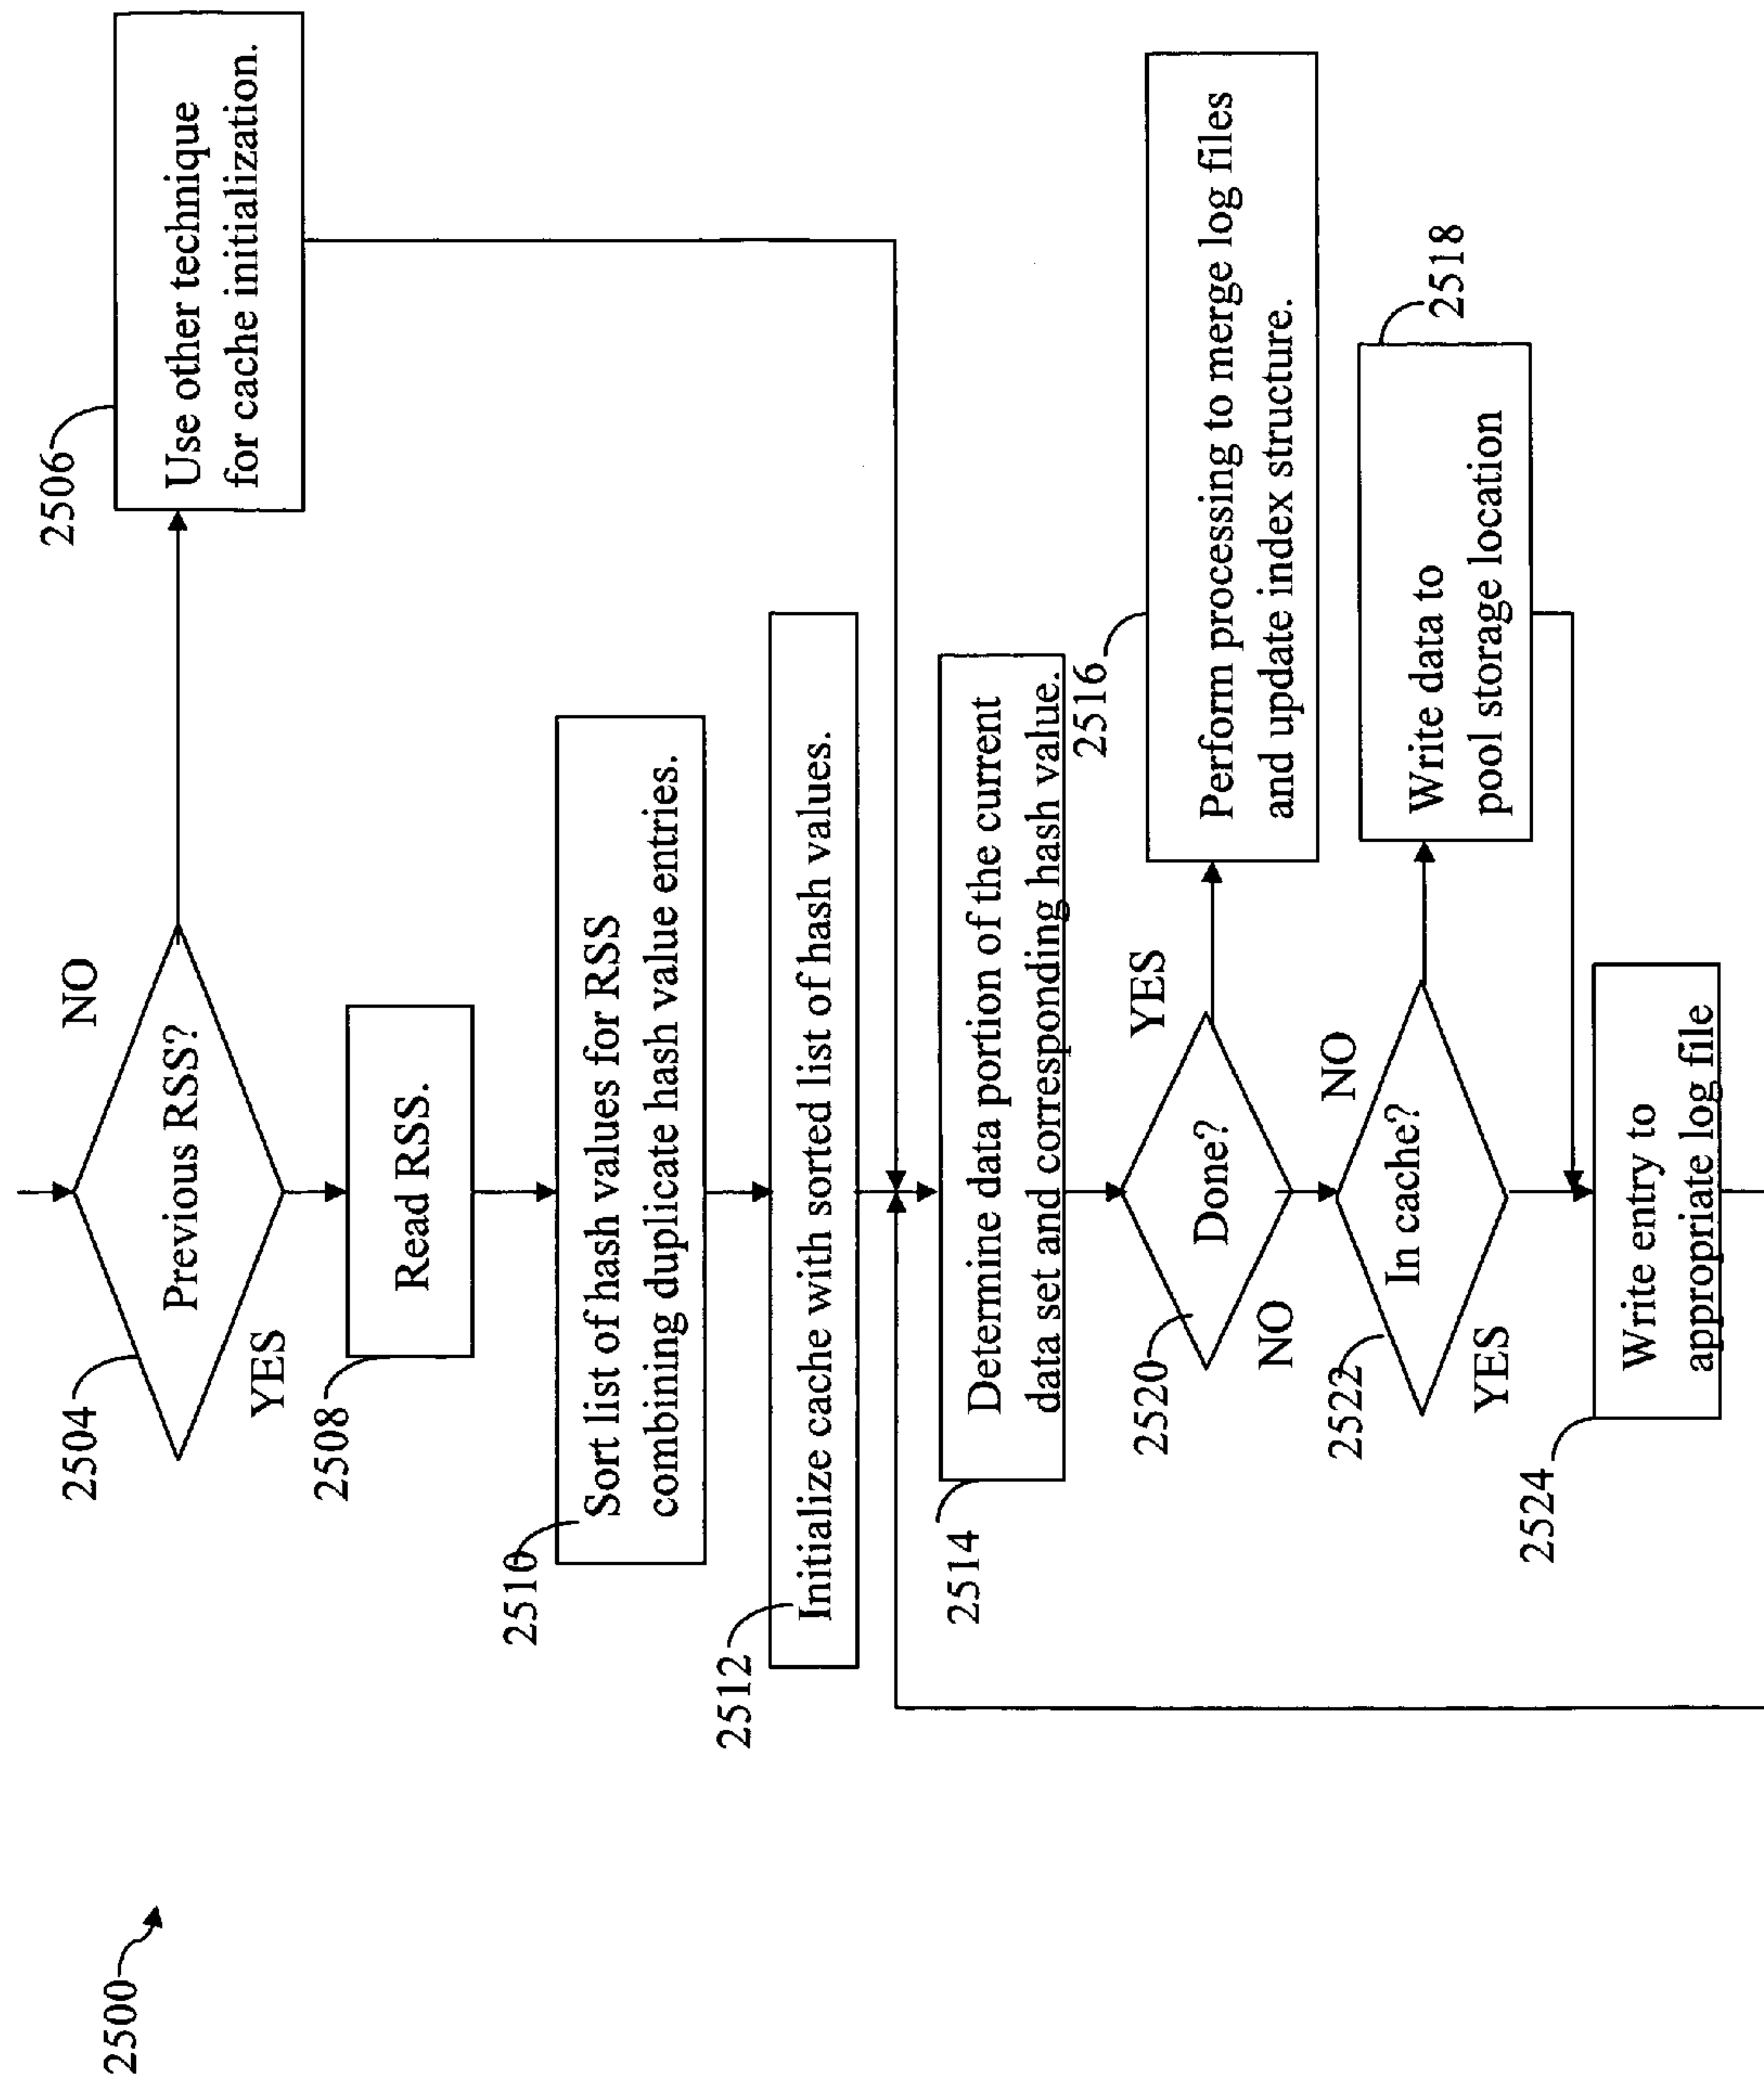 2500
2504
Previous RSS?
NO
YES
2506
Use other technique
for cache initialization.
2508
Read RSS.
2510
Sort list of hash values for RSS
combining duplicate hash value entries.
2512
Initialize cache with sorted list of hash values.
2514
Determine data portion of the current
data set and corresponding hash value.
2520
Done?
YES
NO
2516
Perform processing to merge log files
and update index structure.
2522
In cache?
NO
YES
2518
Write data to
pool storage location
2524
Write entry to
appropriate log file